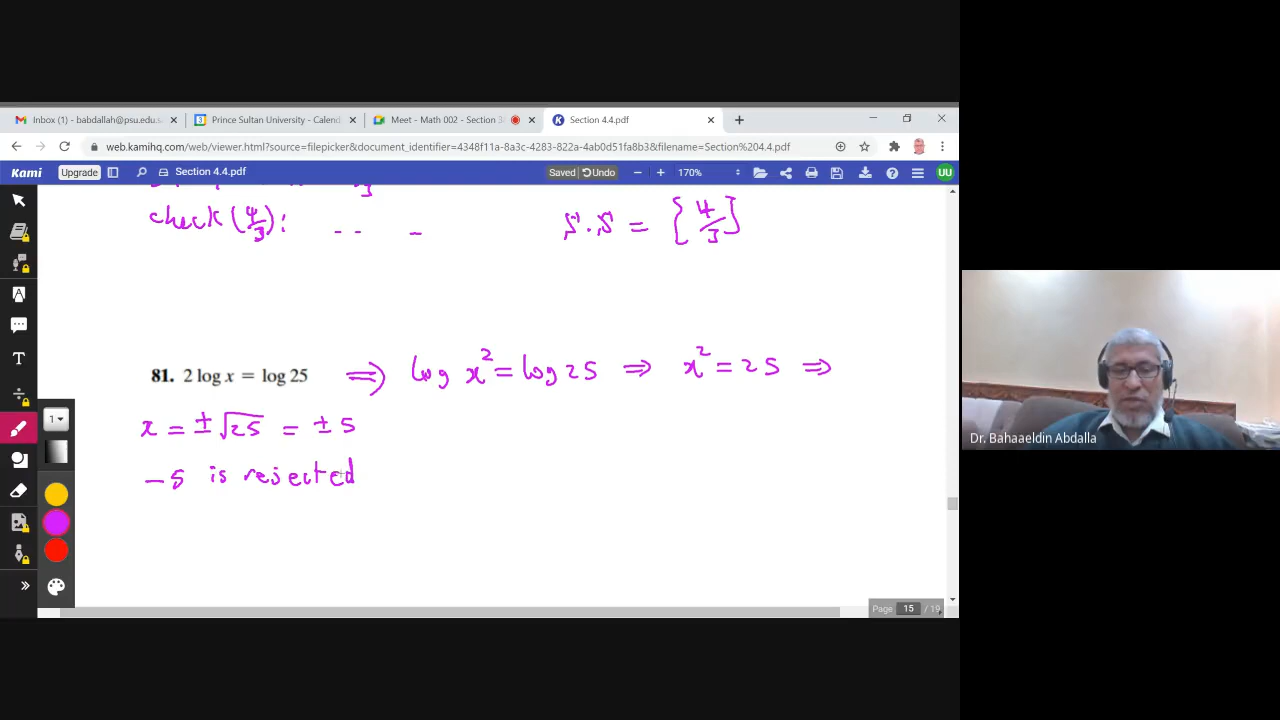 Inbox (1) - babdallah@psu.edu.s
Prince Sultan University - Calend
Meet - Math 002 - Section 3
Section 4.4.pdf
web.kamihq.com/web/viewer.html?source=filepicker&document_identifier=4348f11a-8a3c-4283-822a-4ab0d51fa8b3&filename=Section%204.4.pdf
Kami Upgrade Section 4.4.pdf Saved Undo 170% UU
check (4/3): -- - S.S = {4/3}
81. 2 log x = log 25 ⟹ log x² = log 25 ⟹ x² = 25 ⟹
x = ±√25 = ±5
-5 is rejected
1
T
Page 15 / 19
Dr. Bahaaeldin Abdalla